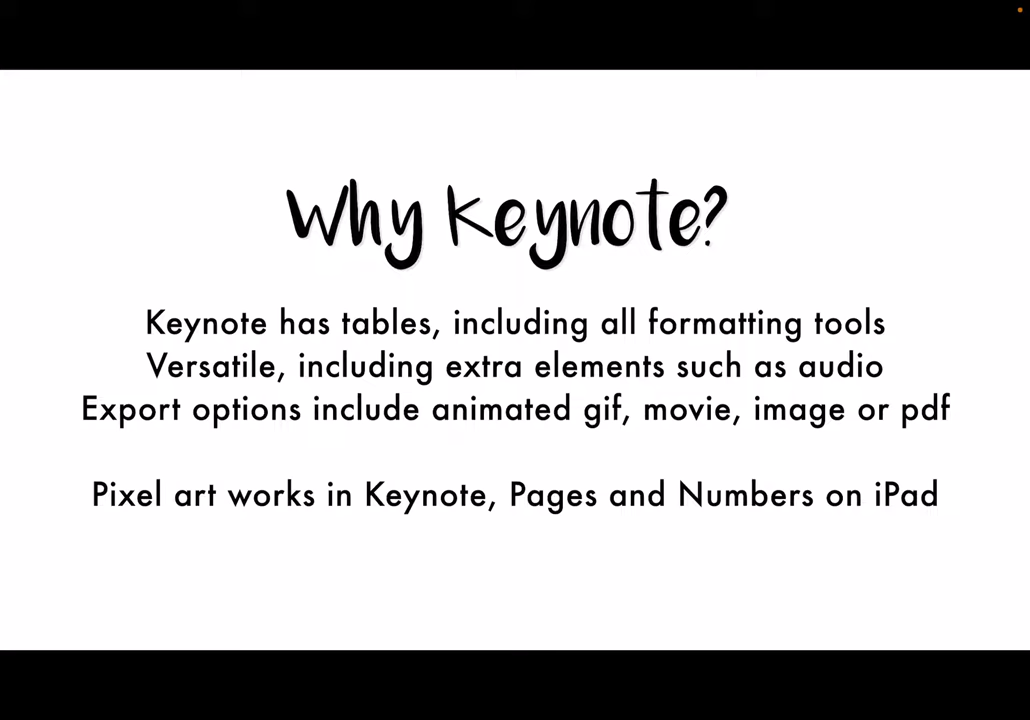 Why Keynote?
Keynote has tables, including all formatting tools
Versatile, including extra elements such as audio
Export options include animated gif, movie, image or pdf
Pixel art works in Keynote, Pages and Numbers on iPad